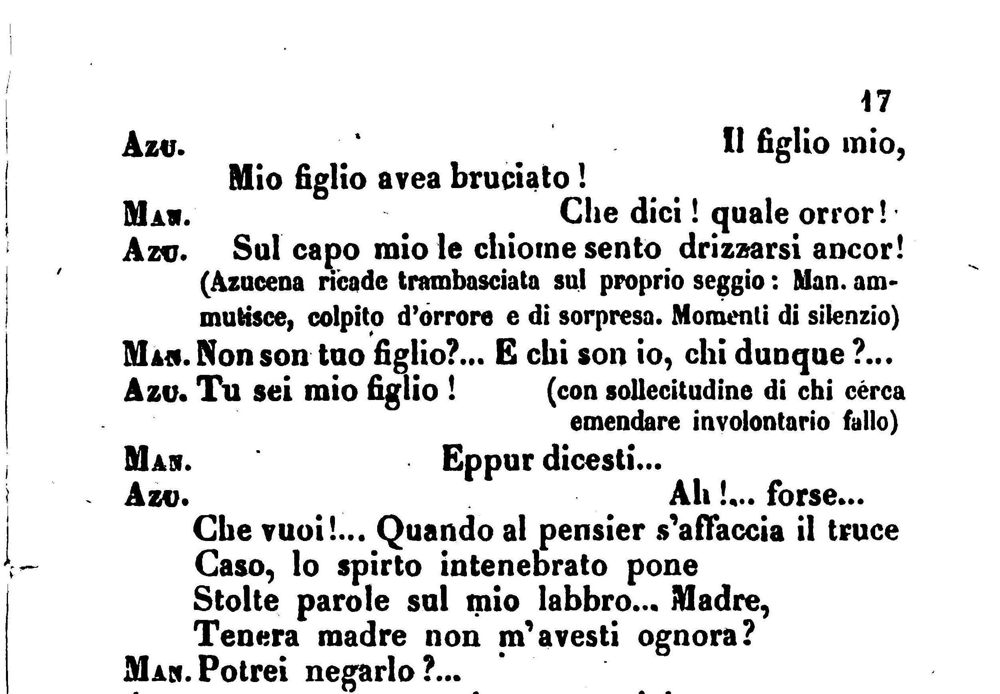 17
Azu. Il figlio mio,
Mio figlio avea bruciato !
Man. Che dici ! quale orror !
Azu. Sul capo mio le chiome sento drizzarsi ancor!
(Azucena ricade trambasciata sul proprio seggio : Man. am-
mutisce, colpito d'orrore e di sorpresa. Momenti di silenzio)
Man. Non son tuo figlio?... E chi son io, chi dunque ?...
Azu. Tu sei mio figlio ! (con sollecitudine di chi cerca
emendare involontario fallo)
Man. Eppur dicesti...
Azu. Ah !... forse...
Che vuoi!... Quando al pensier s'affaccia il truce
Caso, lo spirto intenebrato pone
Stolte parole sul mio labbro... Madre,
Tenera madre non m'avesti ognora?
Man. Potrei negarlo ?...